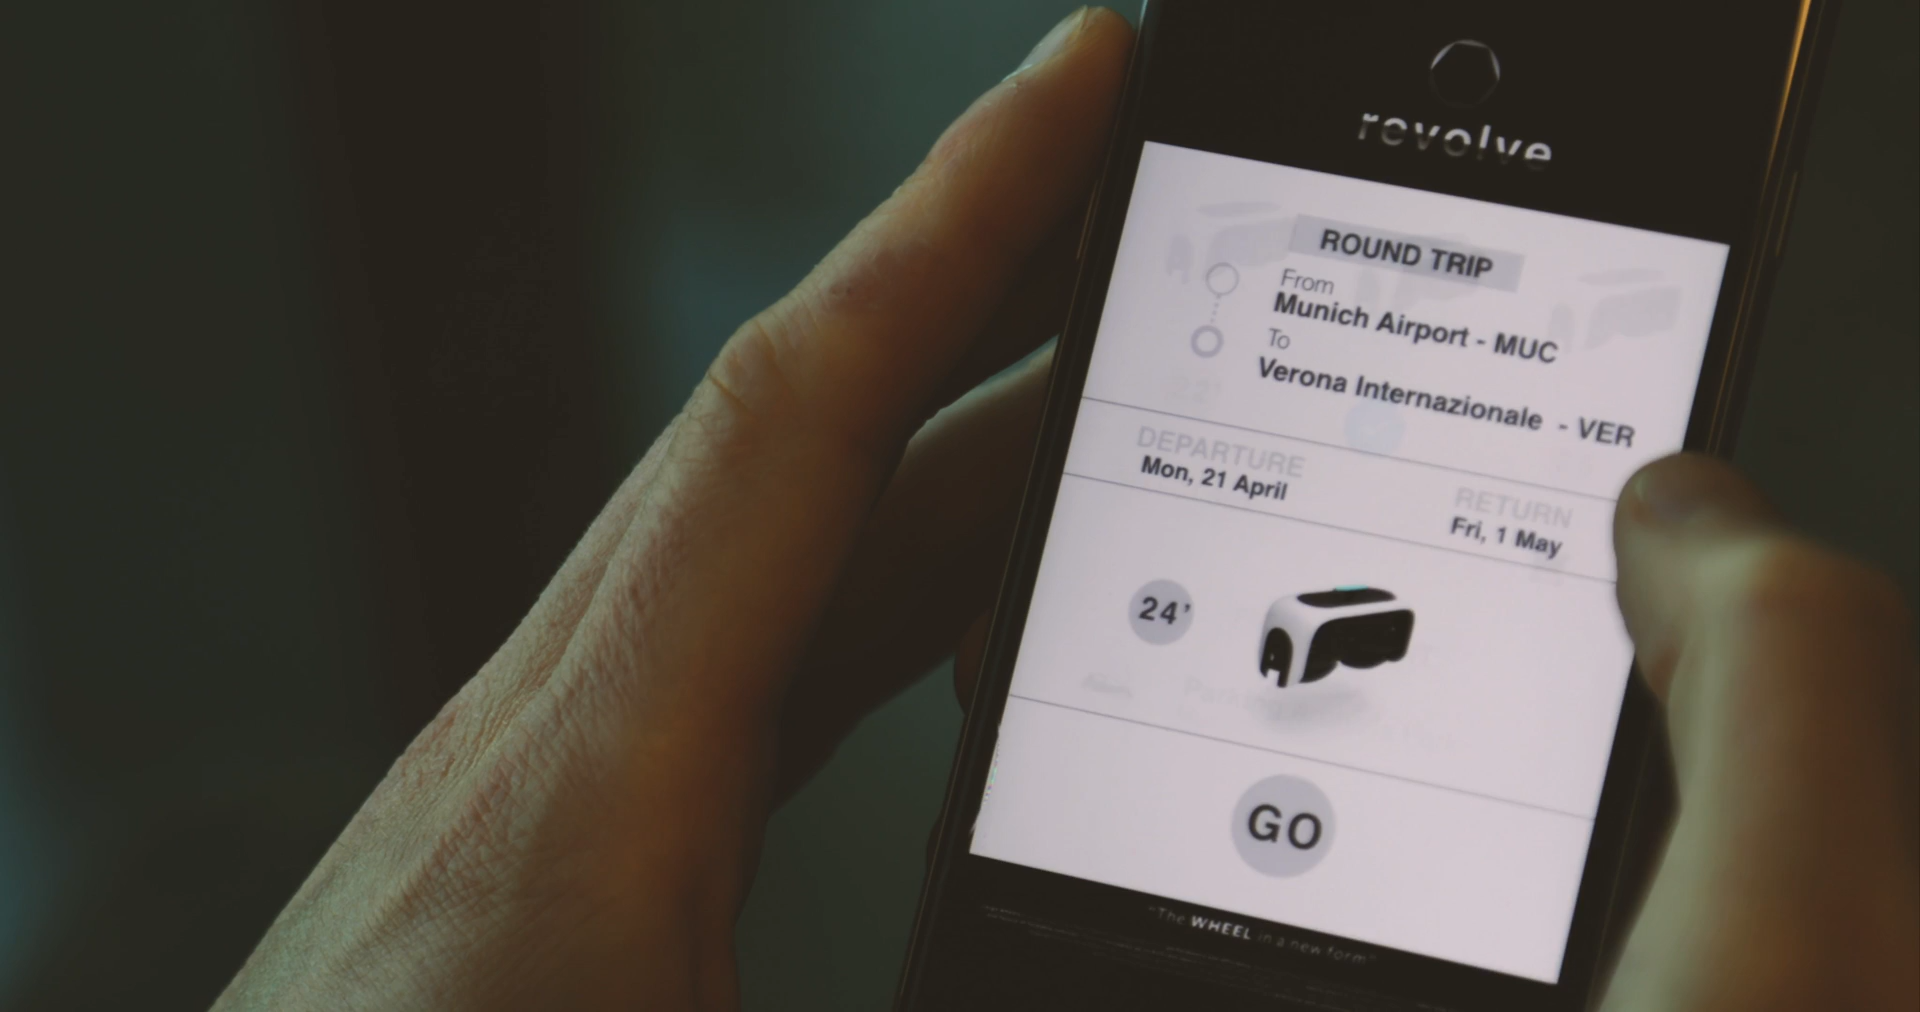 revolve
ROUND TRIP
From
Munich Airport - MUC
To
Verona Internazionale - VER
DEPARTURE
Mon, 21 April
RETURN
Fri, 1 May
24'
GO
"The WHEEL in a new form"